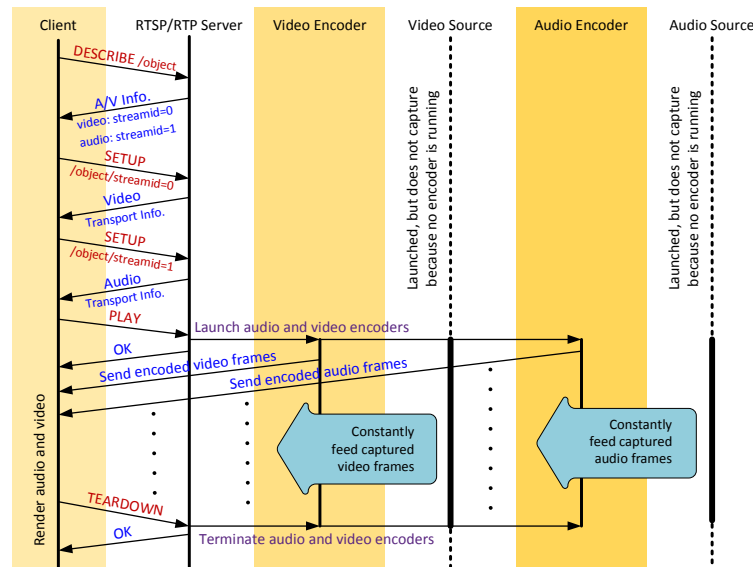 Client
RTSP/RTP Server
Video Encoder
Video Source
Audio Encoder
Audio Source
DESCRIBE /object
A/V Info.
video: streamid=0
audio: streamid=1
SETUP
/object/streamid=0
Video
Transport Info.
SETUP
/object/streamid=1
Audio
Transport Info.
PLAY
Launch audio and video encoders
OK
Send encoded video frames
Send encoded audio frames
Launched, but does not capture
because no encoder is running
Launched, but does not capture
because no encoder is running
Constantly
feed captured
video frames
Constantly
feed captured
audio frames
Render audio and video
TEARDOWN
OK
Terminate audio and video encoders